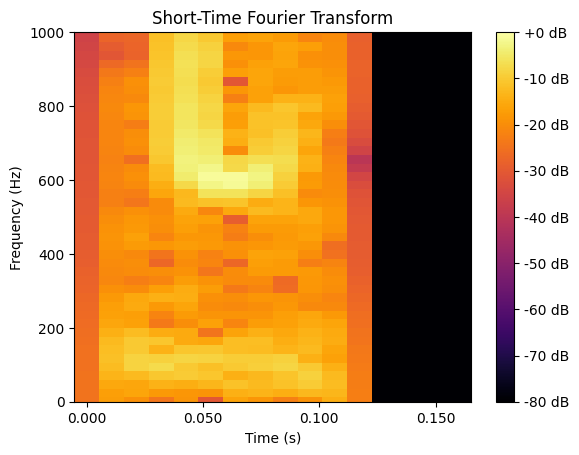 Short-Time Fourier Transform
1000
800
600
400
200
0
Frequency (Hz)
0.000
0.050
0.100
0.150
Time (s)
+0 dB
-10 dB
-20 dB
-30 dB
-40 dB
-50 dB
-60 dB
-70 dB
-80 dB